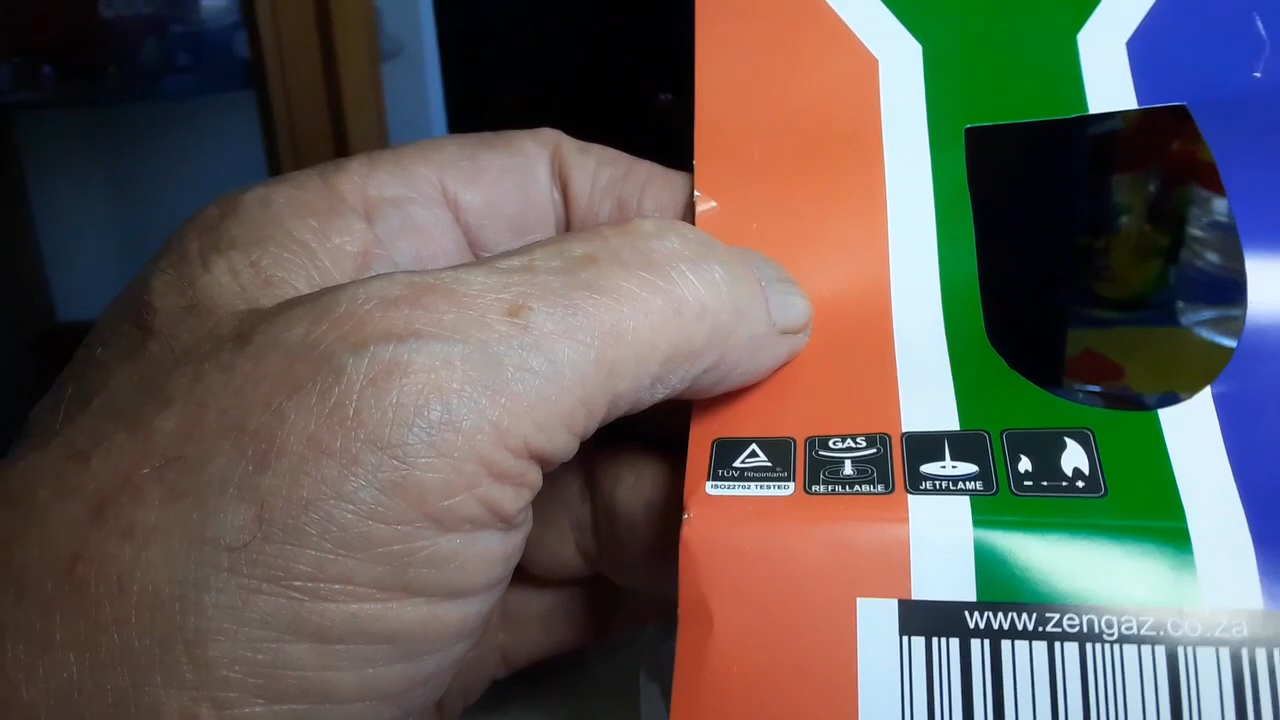 TÜV Rheinland®
ISO22702 TESTED
GAS
REFILLABLE
JETFLAME
- +
www.zengaz.co.za